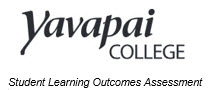 Yavapai
COLLEGE
Student Learning Outcomes Assessment